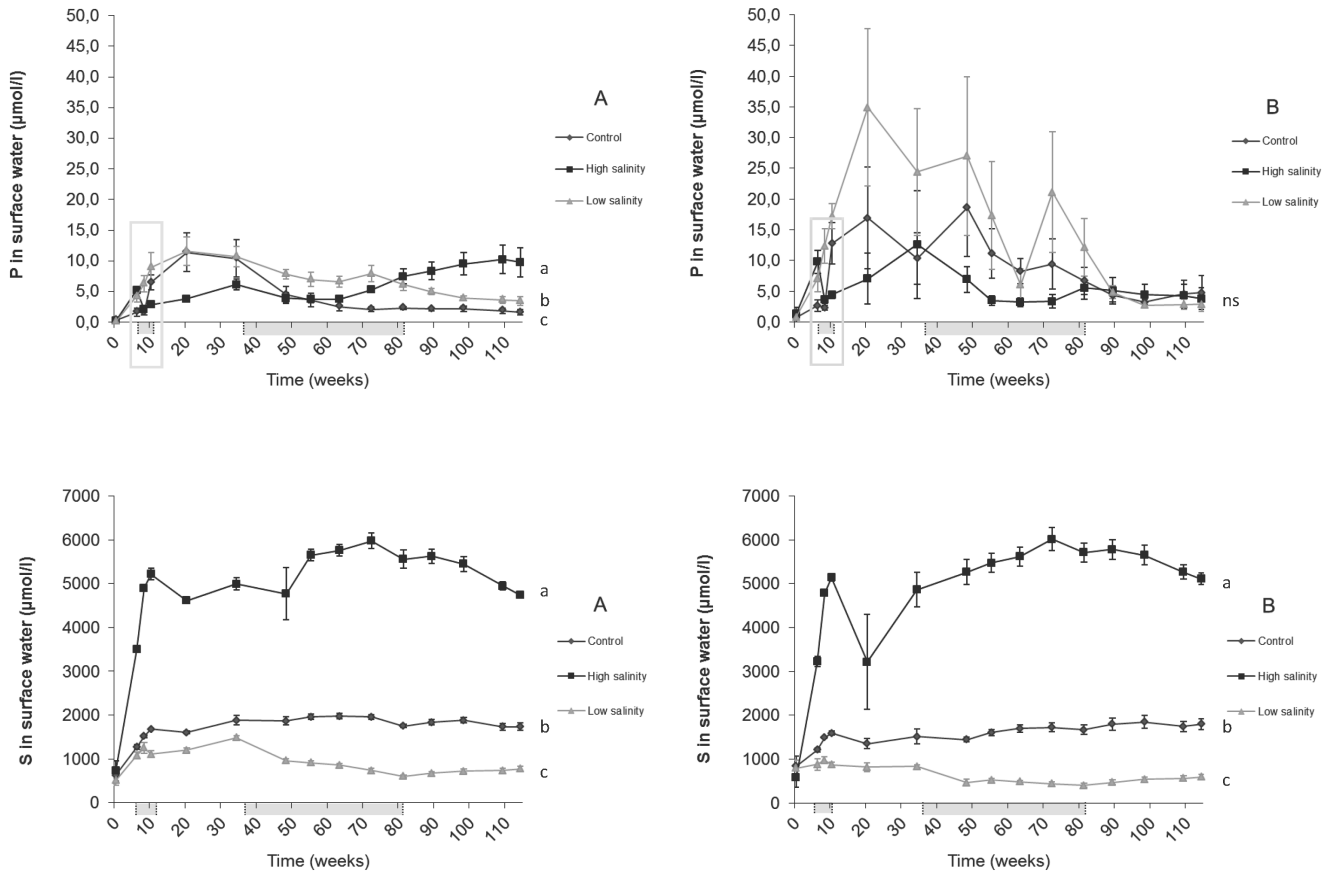 P in surface water (µmol/l)
50,0
45,0
40,0
35,0
30,0
25,0
20,0
15,0
10,0
5,0
0,0
A
Control
High salinity
Low salinity
a
b
c
0 10 20 30 40 50 60 70 80 90 100 110
Time (weeks)
P in surface water (µmol/l)
50,0
45,0
40,0
35,0
30,0
25,0
20,0
15,0
10,0
5,0
0,0
B
Control
High salinity
Low salinity
ns
0 10 20 30 40 50 60 70 80 90 100 110
Time (weeks)
S in surface water (µmol/l)
7000
6000
5000
4000
3000
2000
1000
0
a
A
Control
High salinity
Low salinity
b
c
0 10 20 30 40 50 60 70 80 90 100 110
Time (weeks)
S in surface water (µmol/l)
7000
6000
5000
4000
3000
2000
1000
0
a
B
Control
High salinity
Low salinity
b
c
0 10 20 30 40 50 60 70 80 90 100 110
Time (weeks)